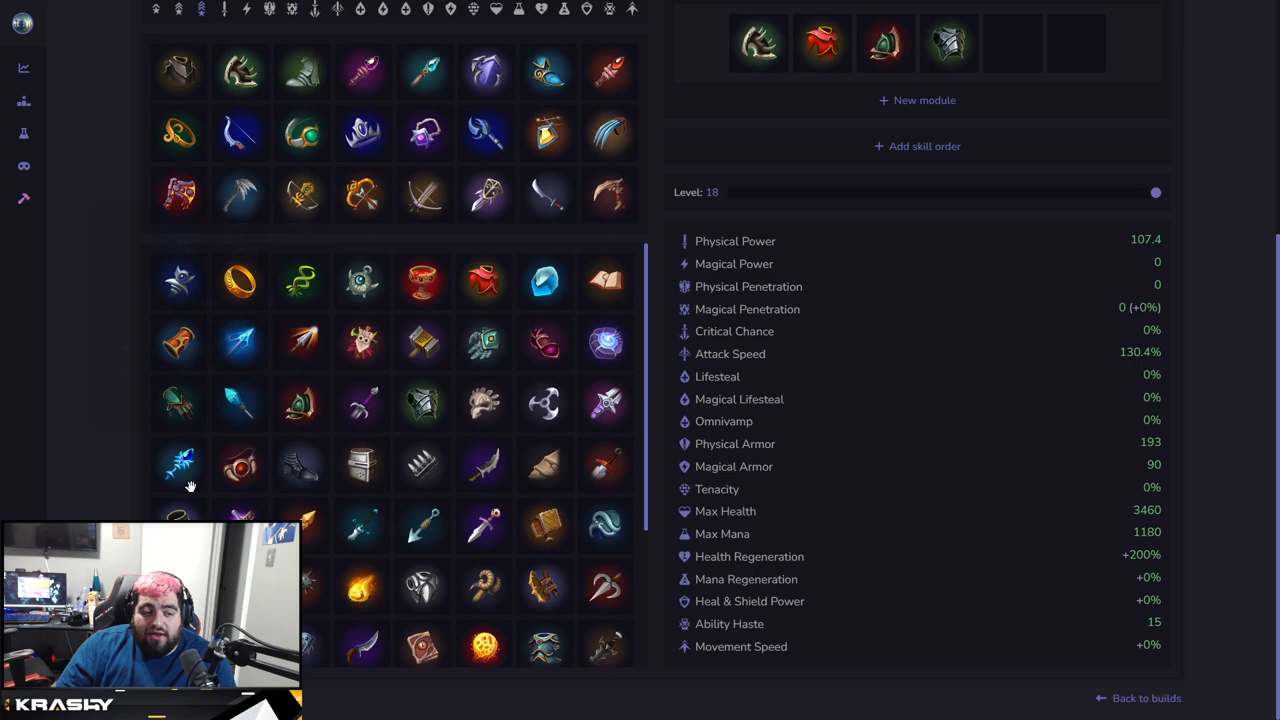 + New module
+ Add skill order
Level: 18
Physical Power 107.4
Magical Power 0
Physical Penetration 0
Magical Penetration 0 (+0%)
Critical Chance 0%
Attack Speed 130.4%
Lifesteal 0%
Magical Lifesteal 0%
Omnivamp 0%
Physical Armor 193
Magical Armor 90
Tenacity 0%
Max Health 3460
Max Mana 1180
Health Regeneration +200%
Mana Regeneration +0%
Heal & Shield Power +0%
Ability Haste 15
Movement Speed +0%
Back to builds
KRASHY